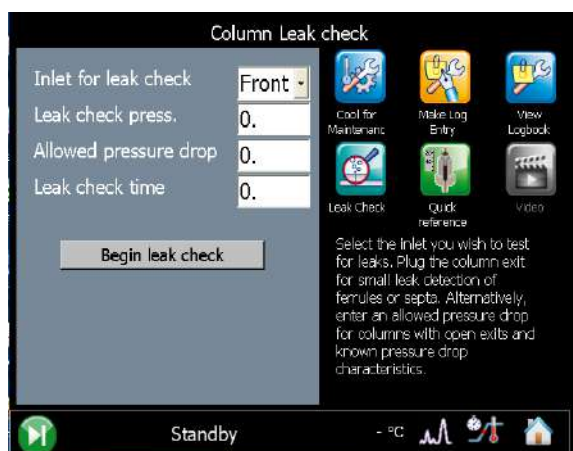 Column Leak check
Inlet for leak check
Front
Leak check press.
0.
Allowed pressure drop
0.
Leak check time
0.
Begin leak check
Cool for
Maintenanc
Make Log
Entry
View
Logbook
Leak Check
Quick
reference
Video
Select the inlet you wish to test
for leaks. Plug the column exit
for small leak detection of
ferrules or septa. Alternatively,
enter an allowed pressure drop
for columns with open exits and
known pressure drop
characteristics.
Standby
- °C